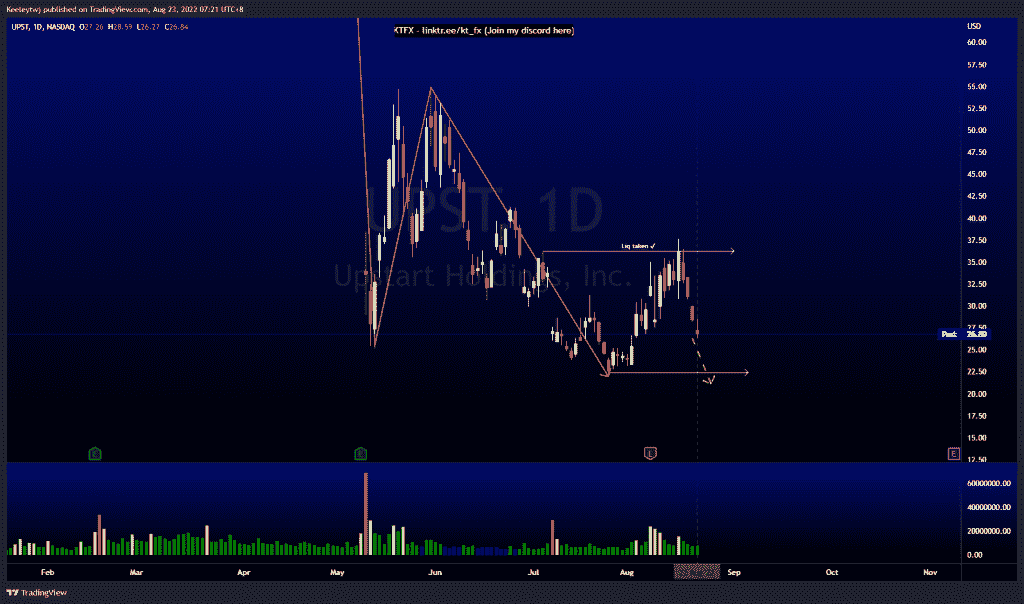 Keeleytwj published on TradingView.com, Aug 23, 2022 07:21 UTC+8
UPST, 1D, NASDAQ O27.26 H28.59 L26.27 C26.84
KTFX - linktr.ee/kt_fx (Join my discord here)
USD
60.00
57.50
55.00
52.50
50.00
47.50
45.00
42.50
40.00
37.50
35.00
32.50
30.00
27.50
25.00
22.50
20.00
17.50
15.00
12.50
UPST, 1D
Upstart Holdings, Inc.
Liq taken ✓
E
E
E
E
60000000.00
40000000.00
20000000.00
0.00
Feb
Mar
Apr
May
Jun
Jul
Aug
Sep
Oct
Nov
TradingView